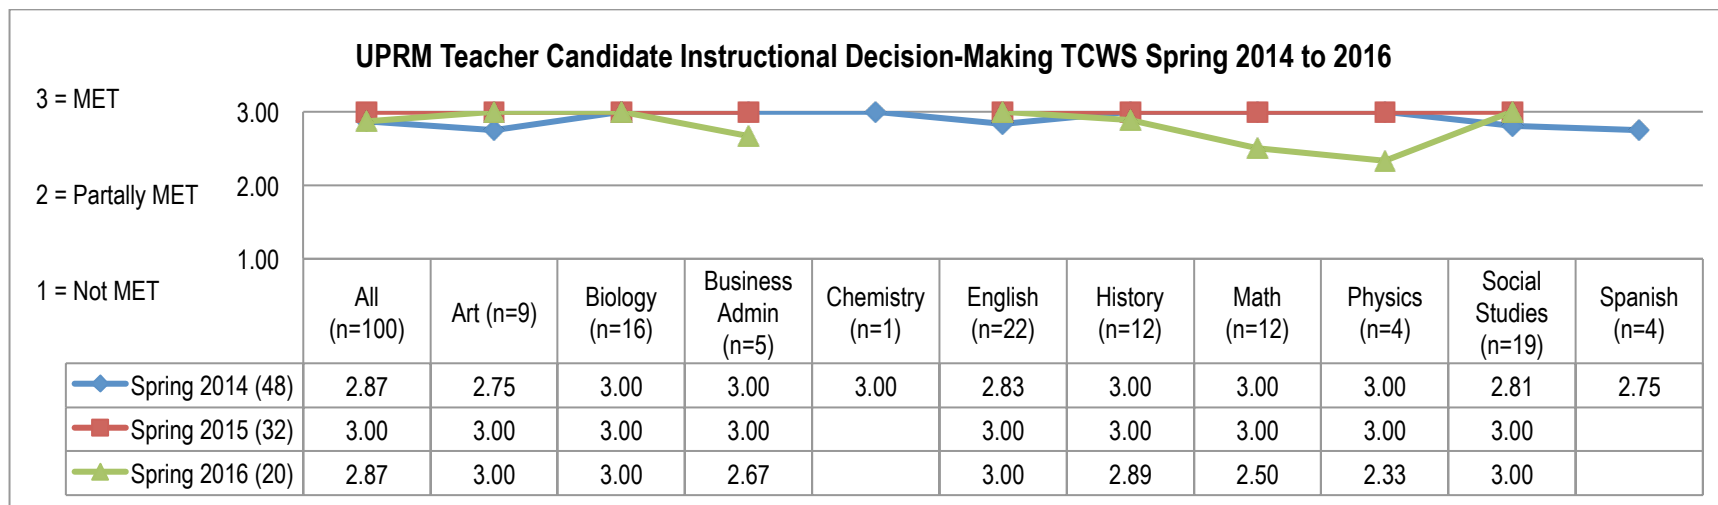 UPRM Teacher Candidate Instructional Decision-Making TCWS Spring 2014 to 2016
3 = MET
2 = Partially MET
1 = Not MET
3.00
2.00
1.00
All
(n=100)
Art (n=9)
Biology
(n=16)
Business
Admin
(n=5)
Chemistry
(n=1)
English
(n=22)
History
(n=12)
Math
(n=12)
Physics
(n=4)
Social
Studies
(n=19)
Spanish
(n=4)
Spring 2014 (48) 2.87 2.75 3.00 3.00 3.00 2.83 3.00 3.00 3.00 2.81 2.75
Spring 2015 (32) 3.00 3.00 3.00 3.00 3.00 3.00 3.00 3.00 3.00
Spring 2016 (20) 2.87 3.00 3.00 2.67 3.00 2.89 2.50 2.33 3.00